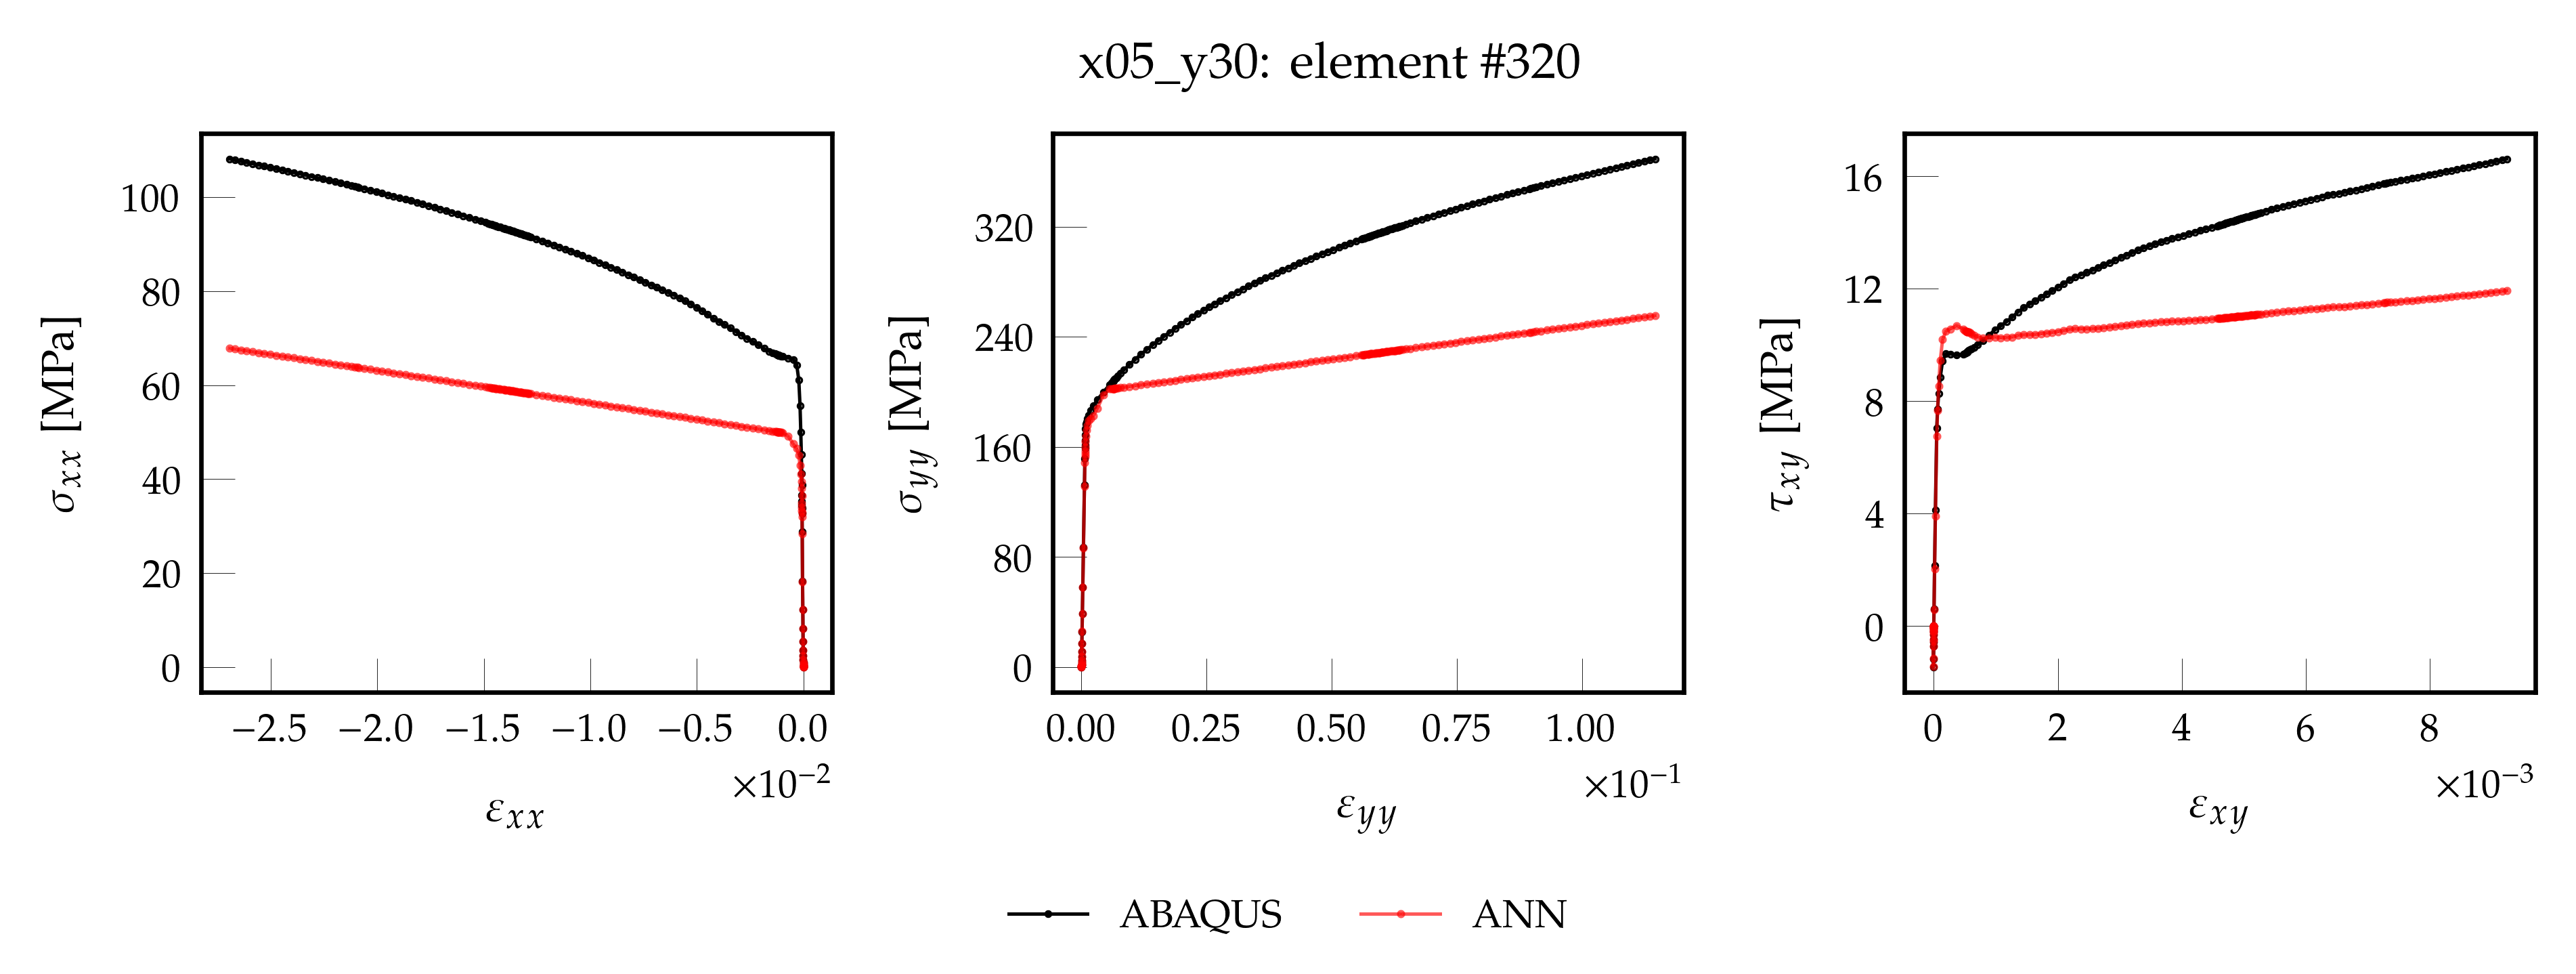 x05_y30: element #320
σxx [MPa]
100
80
60
40
20
0
−2.5 −2.0 −1.5 −1.0 −0.5 0.0
×10−2
εxx
σyy [MPa]
320
240
160
80
0
0.00 0.25 0.50 0.75 1.00
×10−1
εyy
τxy [MPa]
16
12
8
4
0
0 2 4 6 8
×10−3
εxy
ABAQUS ANN